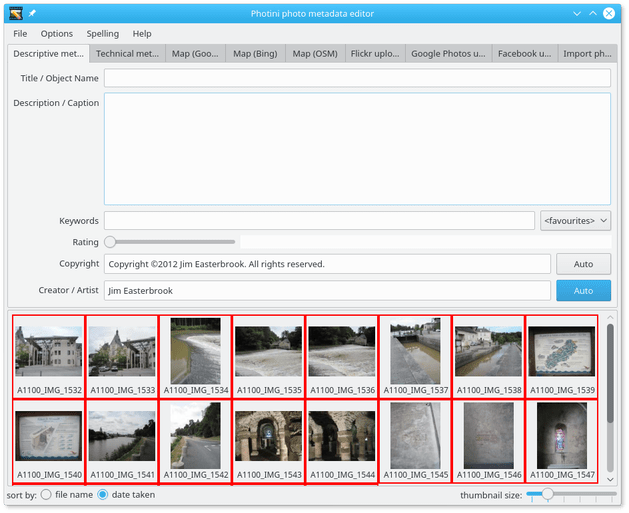 Photini photo metadata editor
File Options Spelling Help
Descriptive met... Technical met... Map (Goo... Map (Bing) Map (OSM) Flickr uplo... Google Photos u... Facebook u... Import ph...
Title / Object Name
Description / Caption
Keywords <favourites>
Rating
Copyright Copyright ©2012 Jim Easterbrook. All rights reserved. Auto
Creator / Artist Jim Easterbrook Auto
A1100_IMG_1532 A1100_IMG_1533 A1100_IMG_1534 A1100_IMG_1535 A1100_IMG_1536 A1100_IMG_1537 A1100_IMG_1538 A1100_IMG_1539
A1100_IMG_1540 A1100_IMG_1541 A1100_IMG_1542 A1100_IMG_1543 A1100_IMG_1544 A1100_IMG_1545 A1100_IMG_1546 A1100_IMG_1547
sort by: file name date taken thumbnail size: